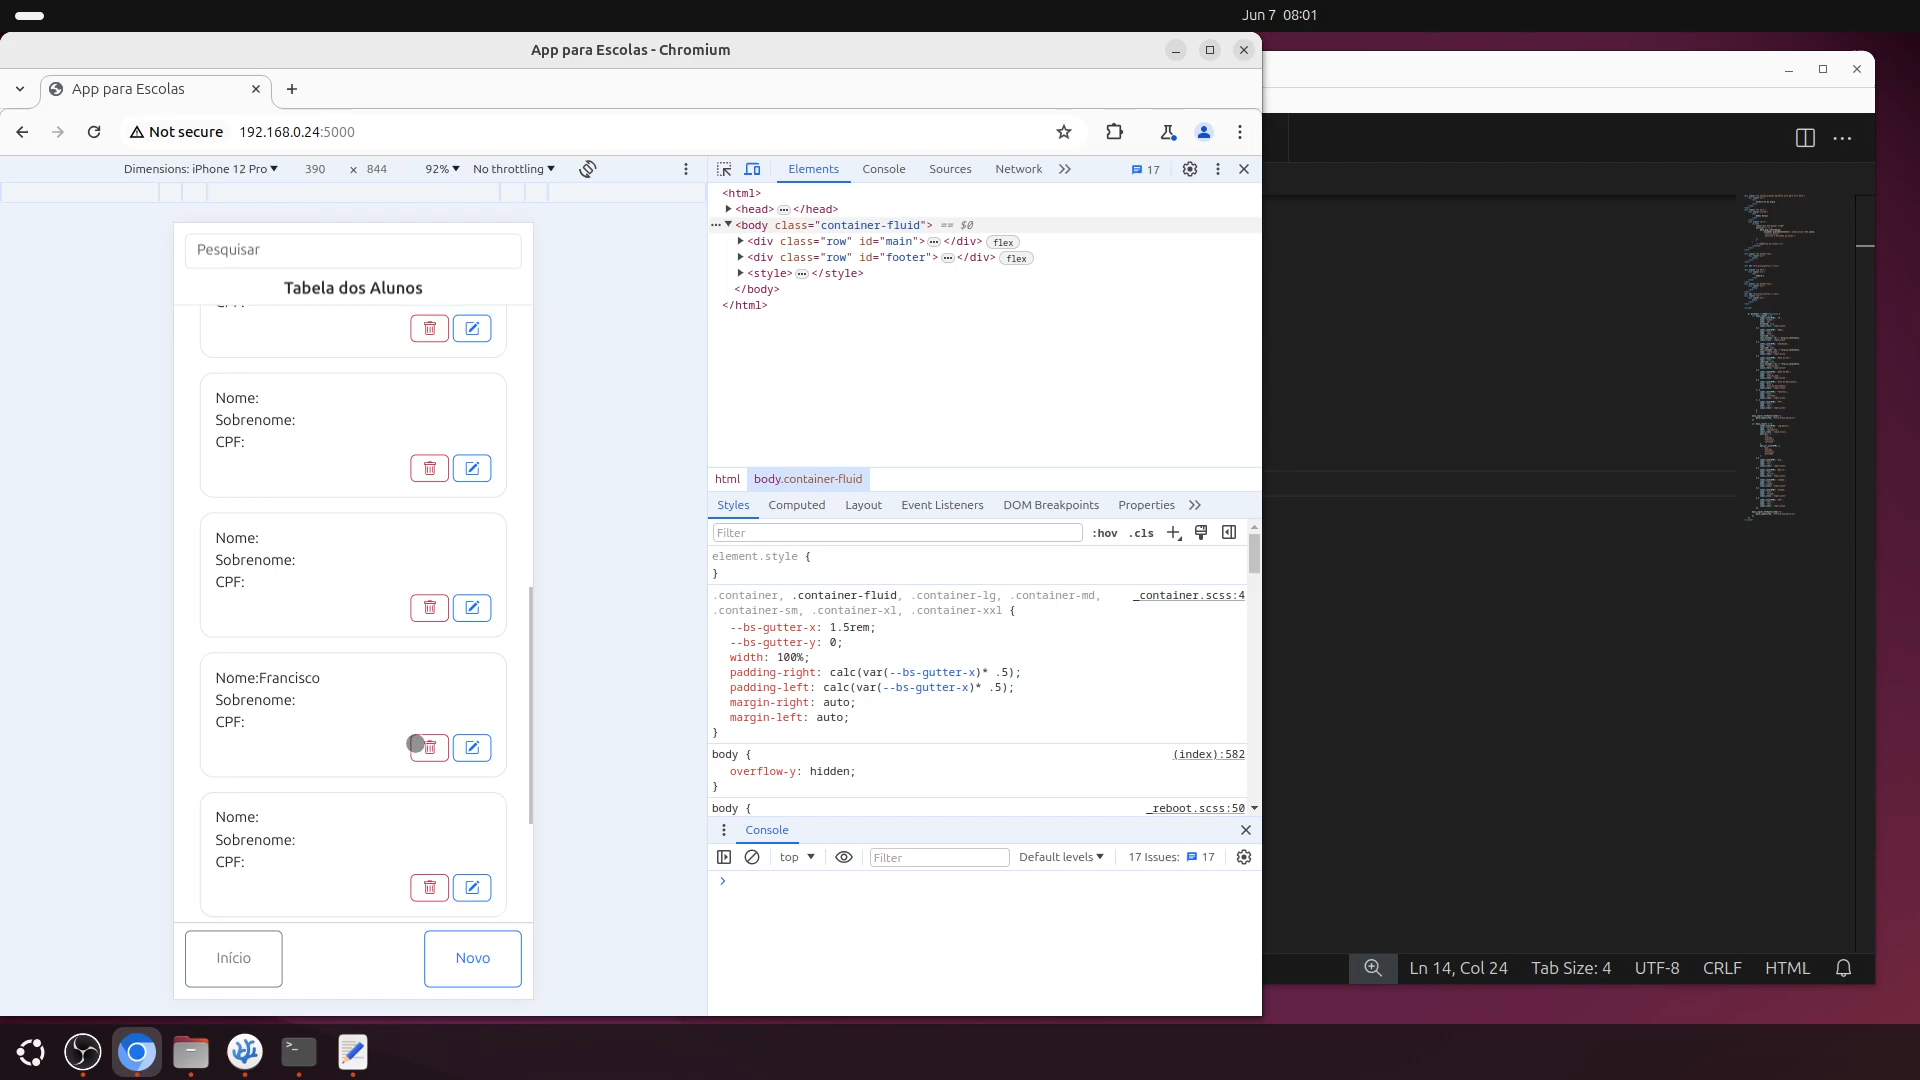 Jun 7 08:01
App para Escolas - Chromium
App para Escolas
Not secure 192.168.0.24:5000
Dimensions: iPhone 12 Pro 390 x 844 92% No throttling
Elements Console Sources Network 17
Pesquisar
Tabela dos Alunos
Nome:
Sobrenome:
CPF:
Nome:
Sobrenome:
CPF:
Nome:Francisco
Sobrenome:
CPF:
Nome:
Sobrenome:
CPF:
Início
Novo
<html>
<head> </head>
<body class="container-fluid"> == $0
<div class="row" id="main"> </div> flex
<div class="row" id="footer"> </div> flex
<style> </style>
</body>
</html>
html body.container-fluid
Styles Computed Layout Event Listeners DOM Breakpoints Properties
Filter :hov .cls
element.style {
}
.container, .container-fluid, .container-lg, .container-md, _container.scss:4
.container-sm, .container-xl, .container-xxl {
--bs-gutter-x: 1.5rem;
--bs-gutter-y: 0;
width: 100%;
padding-right: calc(var(--bs-gutter-x)* .5);
padding-left: calc(var(--bs-gutter-x)* .5);
margin-right: auto;
margin-left: auto;
}
body { (index):582
overflow-y: hidden;
}
body { _reboot.scss:50
Console
top Filter Default levels 17 Issues: 17
Ln 14, Col 24 Tab Size: 4 UTF-8 CRLF HTML